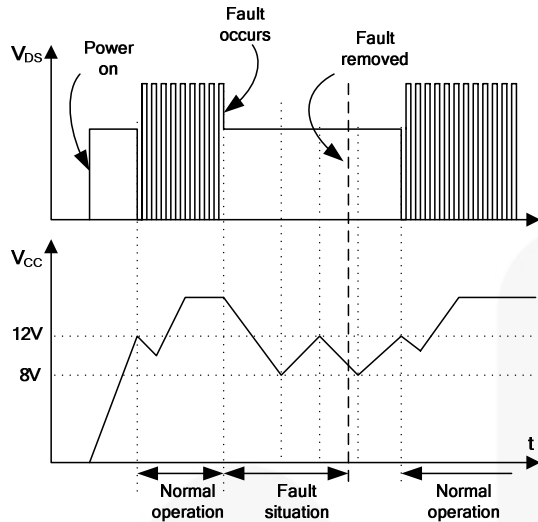 Fault
occurs
Power
on
Fault
removed
VDS
VCC
12V
8V
t
Normal
operation
Fault
situation
Normal
operation